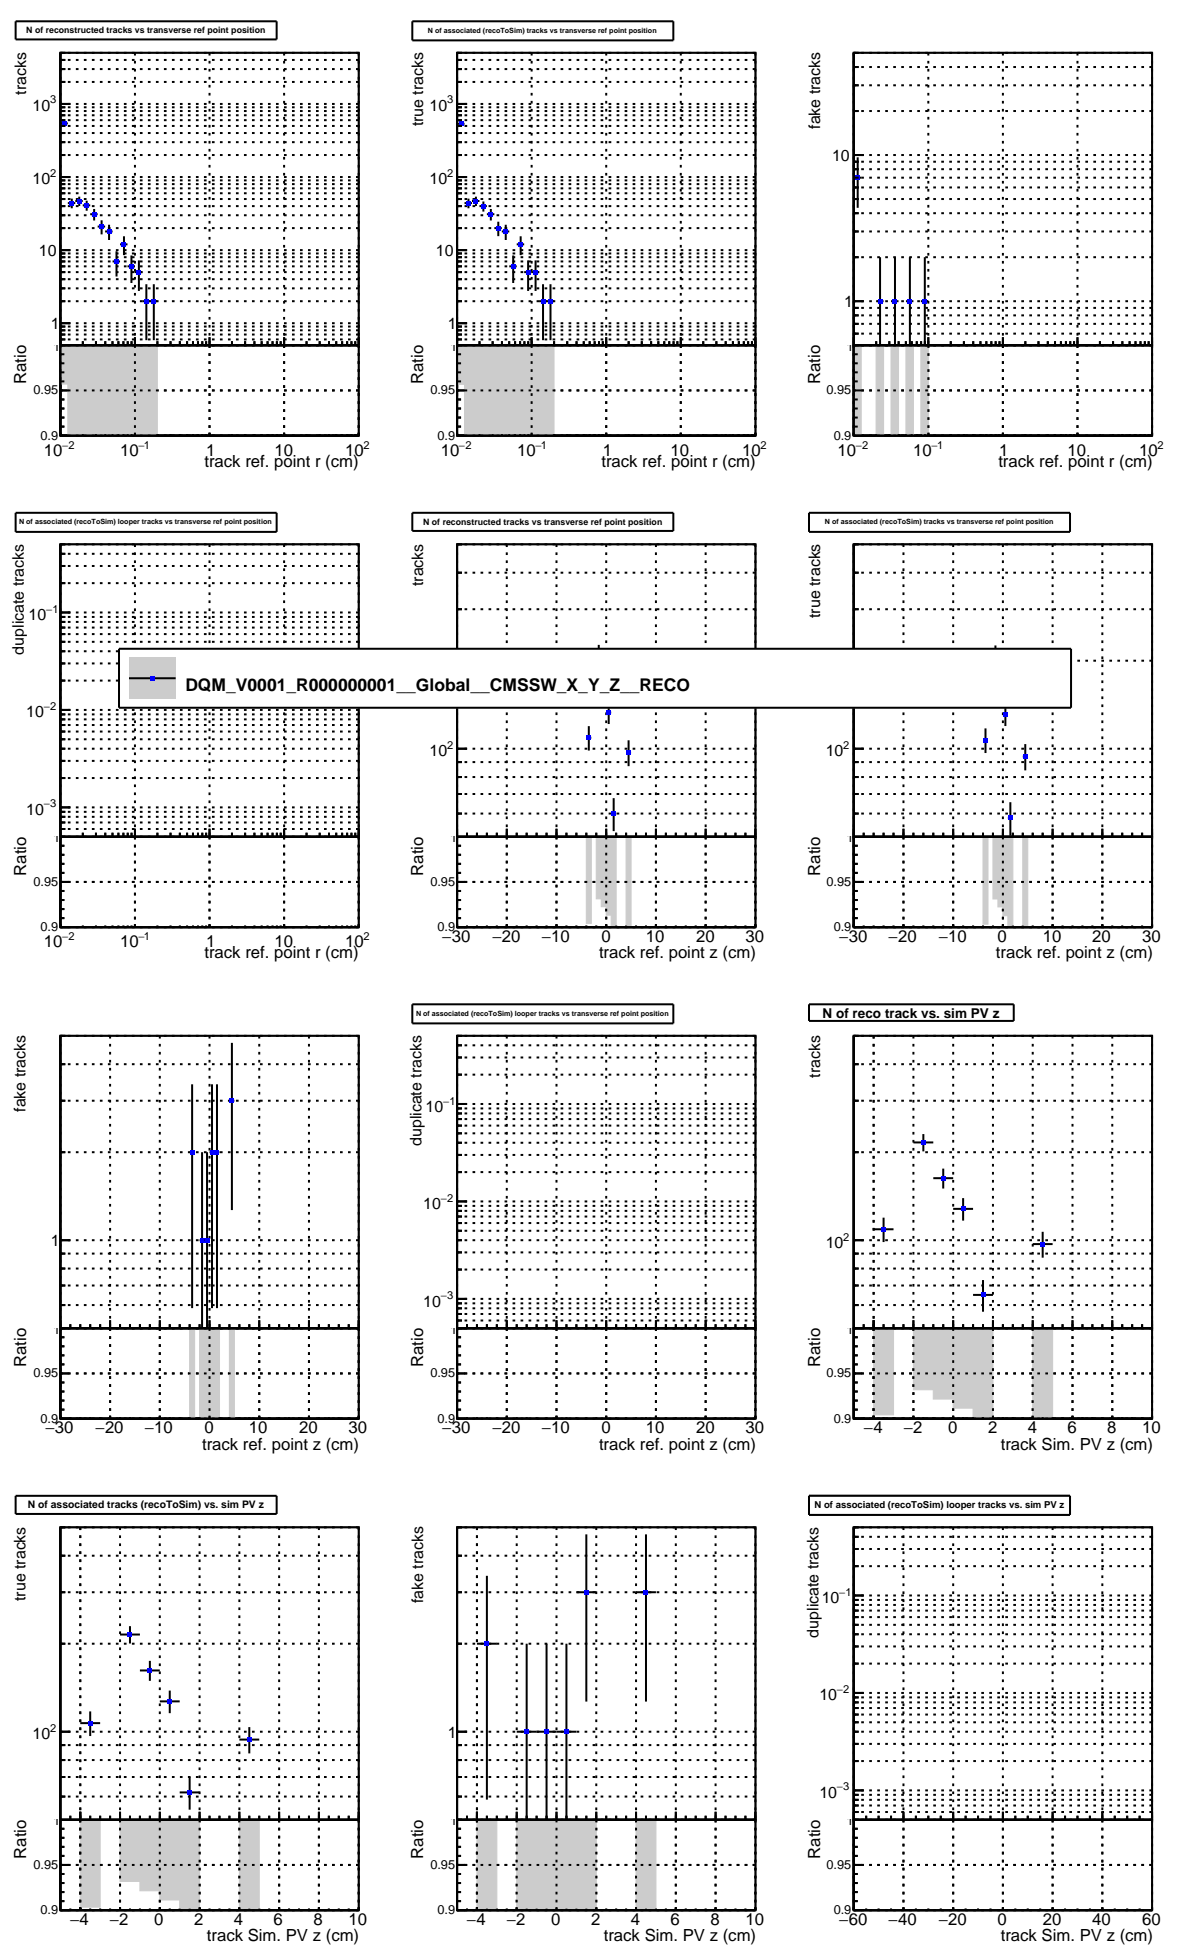 N of reconstructed tracks vs transverse ref point position
tracks
10³
10²
10
1
Ratio
1
0.95
0.9
10⁻² 10⁻¹ 1 10 10²
track ref. point r (cm)
N of associated (recoToSim) tracks vs transverse ref point position
true tracks
10³
10²
10
1
Ratio
1
0.95
0.9
10⁻² 10⁻¹ 1 10 10²
track ref. point r (cm)
fake tracks
10
1
Ratio
1
0.95
0.9
10⁻² 10⁻¹ 1 10 10²
track ref. point r (cm)
N of associated (recoToSim) looper tracks vs transverse ref point position
duplicate tracks
10⁻¹
10⁻²
10⁻³
Ratio
1
0.95
0.9
10⁻² 10⁻¹ 1 10 10²
track ref. point r (cm)
N of reconstructed tracks vs transverse ref point position
tracks
10²
Ratio
1
0.95
0.9
−30 −20 −10 0 10 20 30
track ref. point z (cm)
N of associated (recoToSim) tracks vs transverse ref point position
true tracks
10²
Ratio
1
0.95
0.9
−30 −20 −10 0 10 20 30
track ref. point z (cm)
DQM_V0001_R000000001__Global__CMSSW_X_Y_Z__RECO
fake tracks
1
Ratio
1
0.95
0.9
−30 −20 −10 0 10 20 30
track ref. point z (cm)
N of associated (recoToSim) looper tracks vs transverse ref point position
duplicate tracks
10⁻¹
10⁻²
10⁻³
Ratio
1
0.95
0.9
−30 −20 −10 0 10 20 30
track ref. point z (cm)
N of reco track vs. sim PV z
tracks
10²
Ratio
1
0.95
0.9
−4 −2 0 2 4 6 8 10
track Sim. PV z (cm)
N of associated tracks (recoToSim) vs. sim PV z
true tracks
10²
Ratio
1
0.95
0.9
−4 −2 0 2 4 6 8 10
track Sim. PV z (cm)
fake tracks
1
Ratio
1
0.95
0.9
−4 −2 0 2 4 6 8 10
track Sim. PV z (cm)
N of associated (recoToSim) looper tracks vs. sim PV z
duplicate tracks
10⁻¹
10⁻²
10⁻³
Ratio
1
0.95
0.9
−60 −40 −20 0 20 40 60
track Sim. PV z (cm)